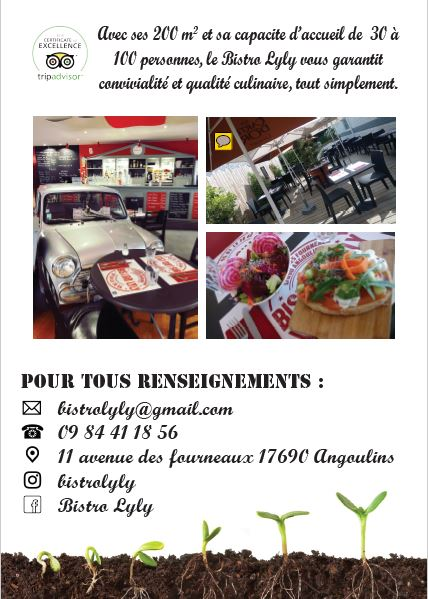 CERTIFICATE of
EXCELLENCE
tripadvisor
Avec ses 200 m² et sa capacite d'accueil de 30 à
100 personnes, le Bistro Lyly vous garantit
convivialité et qualité culinaire, tout simplement.
POUR TOUS RENSEIGNEMENTS :
bistrolyly@gmail.com
09 84 41 18 56
11 avenue des fourneaux 17690 Angoulins
bistrolyly
Bistro Lyly